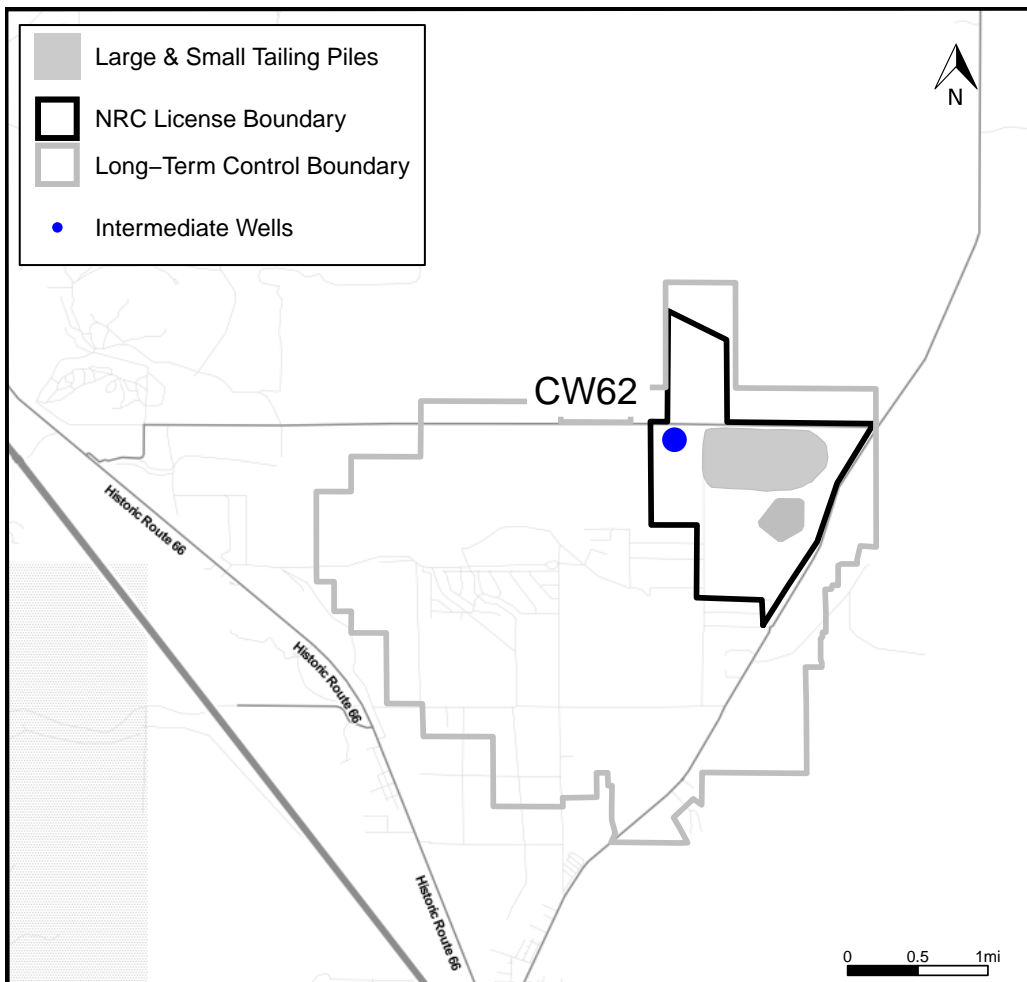 Large & Small Tailing Piles
NRC License Boundary
Long−Term Control Boundary
Intermediate Wells
N
CW62
Historic Route 66
Historic Route 66
Historic Route 66
0 0.5 1mi